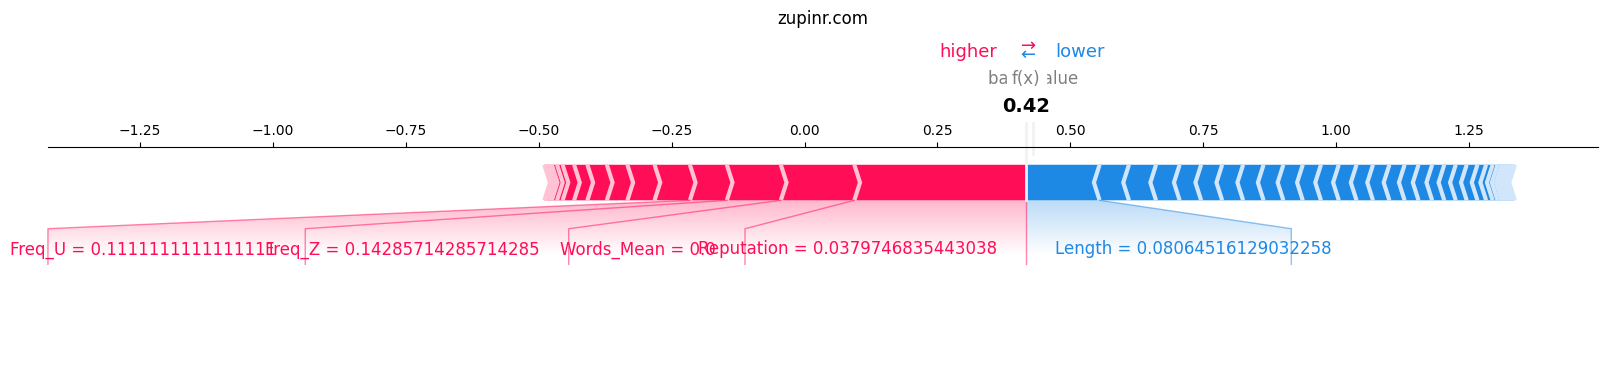 zupinr.com
higher → ← lower
ba f(x) alue
0.42
−1.25 −1.00 −0.75 −0.50 −0.25 0.00 0.25 0.50 0.75 1.00 1.25
Freq_U = 0.1111111111111111 Freq_Z = 0.14285714285714285 Words_Mean = 0.0 Reputation = 0.0379746835443038 Length = 0.08064516129032258